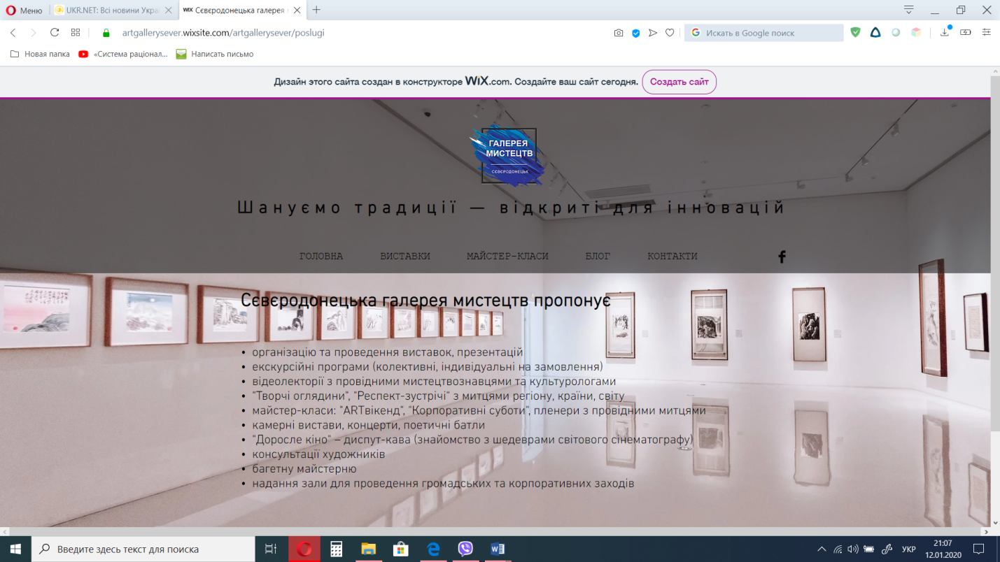 Меню
UKR.NET: Всі новини Украї
WIX Сєвєродонецька галерея м
artgallerysever.wixsite.com/artgallerysever/poslugi
Искать в Google поиск
Новая папка
«Система раціонал...
Написать письмо
Дизайн этого сайта создан в конструкторе WiX.com. Создайте ваш сайт сегодня.
Создать сайт
ГАЛЕРЕЯ
МИСТЕЦТВ
СЄВЄРОДОНЕЦЬК
Шануємо традиції — відкриті для інновацій
ГОЛОВНА
ВИСТАВКИ
МАЙСТЕР-КЛАСИ
БЛОГ
КОНТАКТИ
Сєвєродонецька галерея мистецтв пропонує
• організацію та проведення виставок, презентацій
• екскурсійні програми (колективні, індивідуальні на замовлення)
• відеолекторії з провідними мистецтвознавцями та культурологами
• "Творчі оглядини", "Респект-зустрічі" з митцями регіону, країни, світу
• майстер-класи: "ARTвікенд", "Корпоративні суботи", пленери з провідними митцями
• камерні вистави, концерти, поетичні батли
• "Доросле кіно" – диспут-кава (знайомство з шедеврами світового сінематографу)
• консультації художників
• багетну майстерню
• надання зали для проведення громадських та корпоративних заходів
Введите здесь текст для поиска
УКР
21:07
12.01.2020